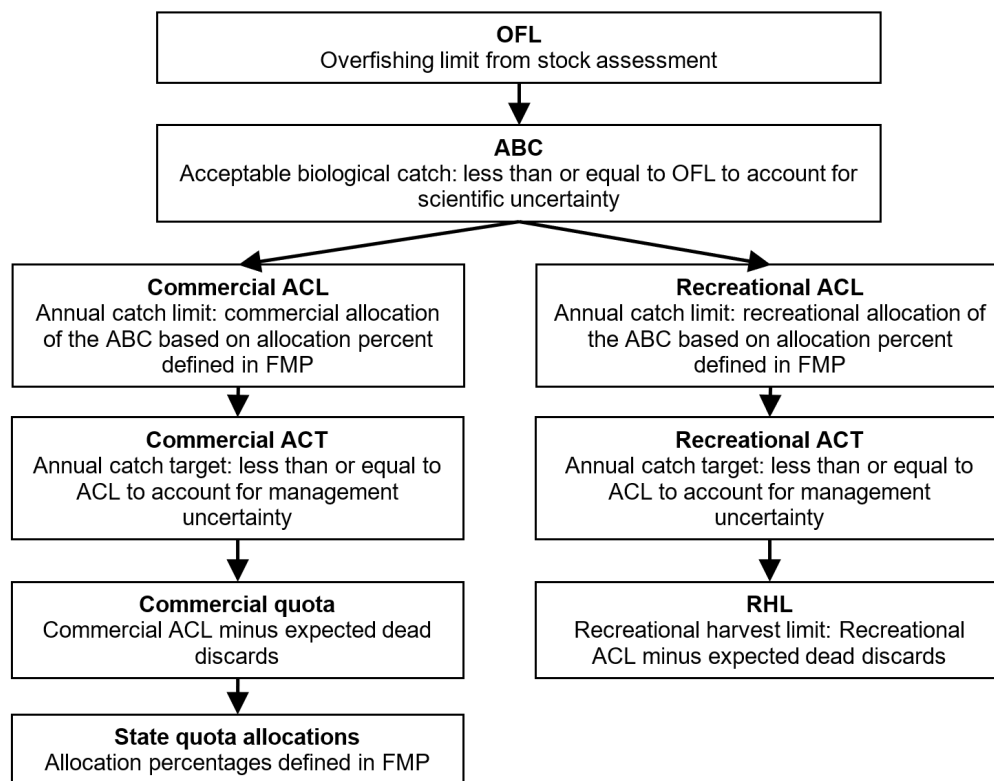 OFL
Overfishing limit from stock assessment
ABC
Acceptable biological catch: less than or equal to OFL to account for
scientific uncertainty
Commercial ACL
Annual catch limit: commercial allocation
of the ABC based on allocation percent
defined in FMP
Recreational ACL
Annual catch limit: recreational allocation of
the ABC based on allocation percent
defined in FMP
Commercial ACT
Annual catch target: less than or equal to
ACL to account for management
uncertainty
Recreational ACT
Annual catch target: less than or equal to
ACL to account for management
uncertainty
Commercial quota
Commercial ACL minus expected dead
discards
RHL
Recreational harvest limit: Recreational
ACL minus expected dead discards
State quota allocations
Allocation percentages defined in FMP